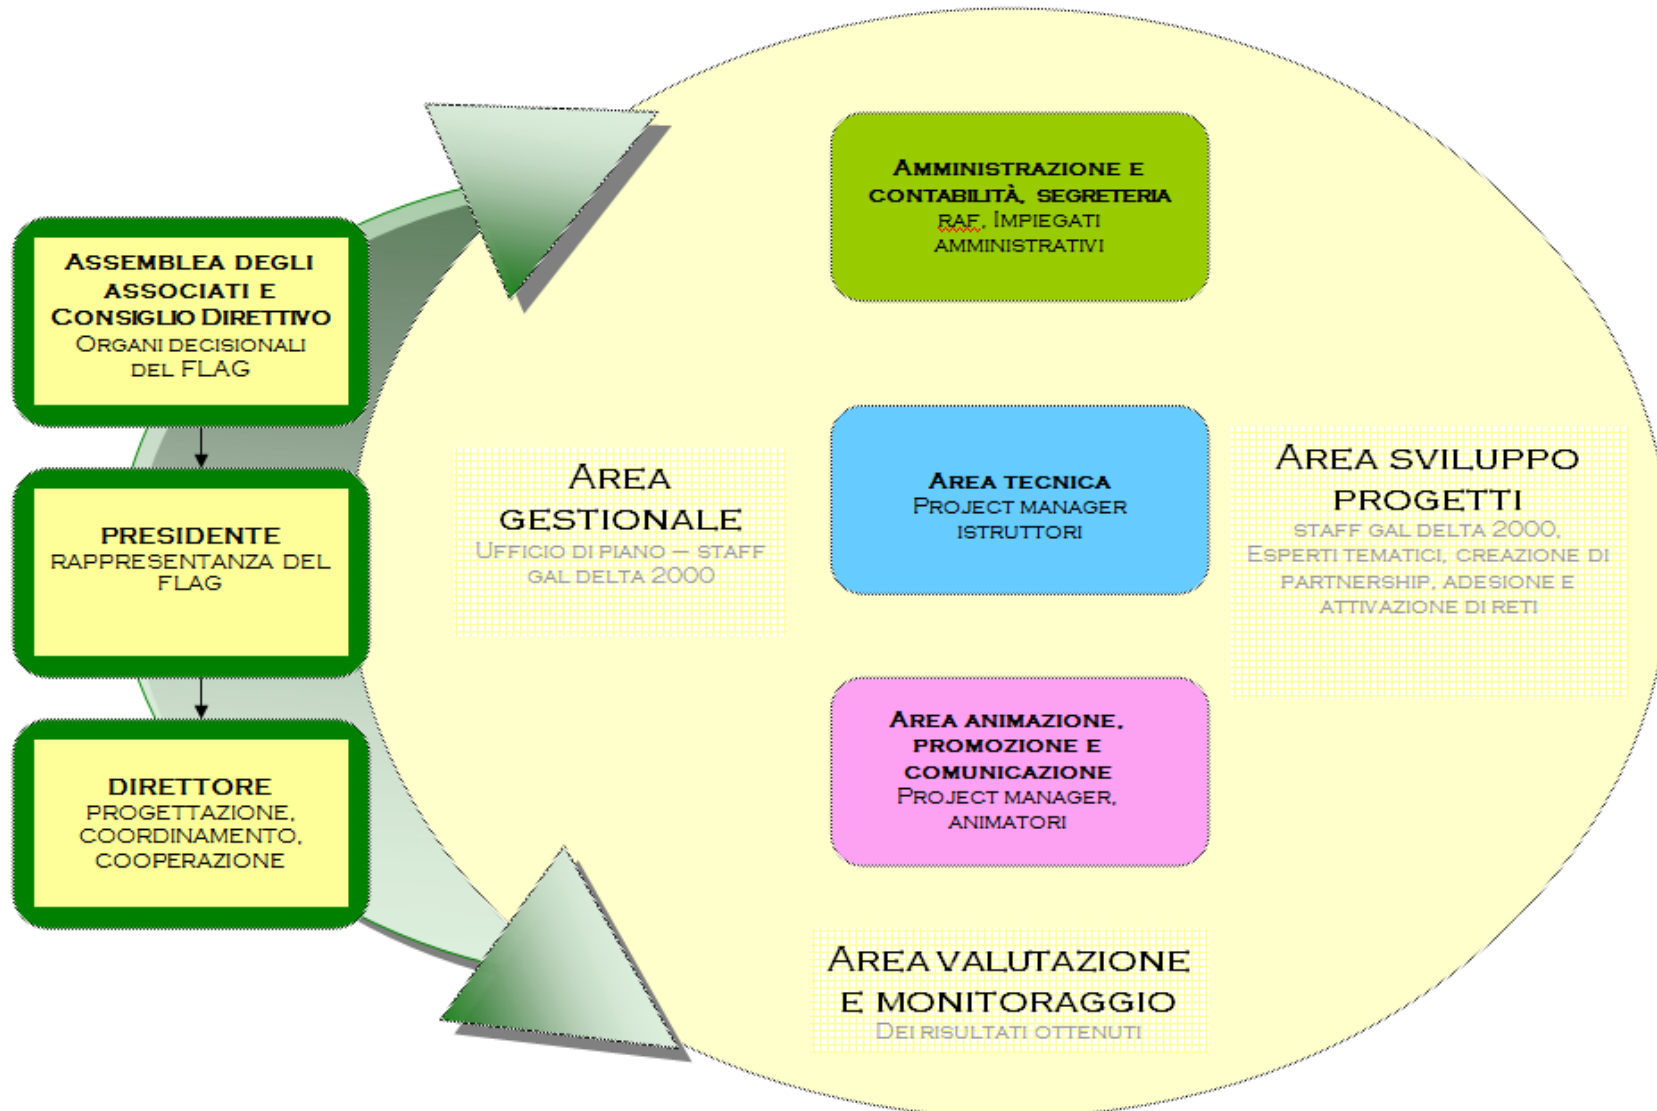 Assemblea degli
associati e
Consiglio Direttivo
Organi decisionali
del FLAG
PRESIDENTE
RAPPRESENTANZA DEL
FLAG
DIRETTORE
PROGETTAZIONE,
COORDINAMENTO,
COOPERAZIONE
Area
gestionale
Ufficio di piano – staff
gal delta 2000
Amministrazione e
contabilità, segreteria
raf, Impiegati
amministrativi
Area tecnica
Project manager
istruttori
Area animazione,
promozione e
comunicazione
Project manager,
animatori
Area sviluppo
progetti
staff gal delta 2000,
Esperti tematici, creazione di
partnership, adesione e
attivazione di reti
Area valutazione
e monitoraggio
Dei risultati ottenuti